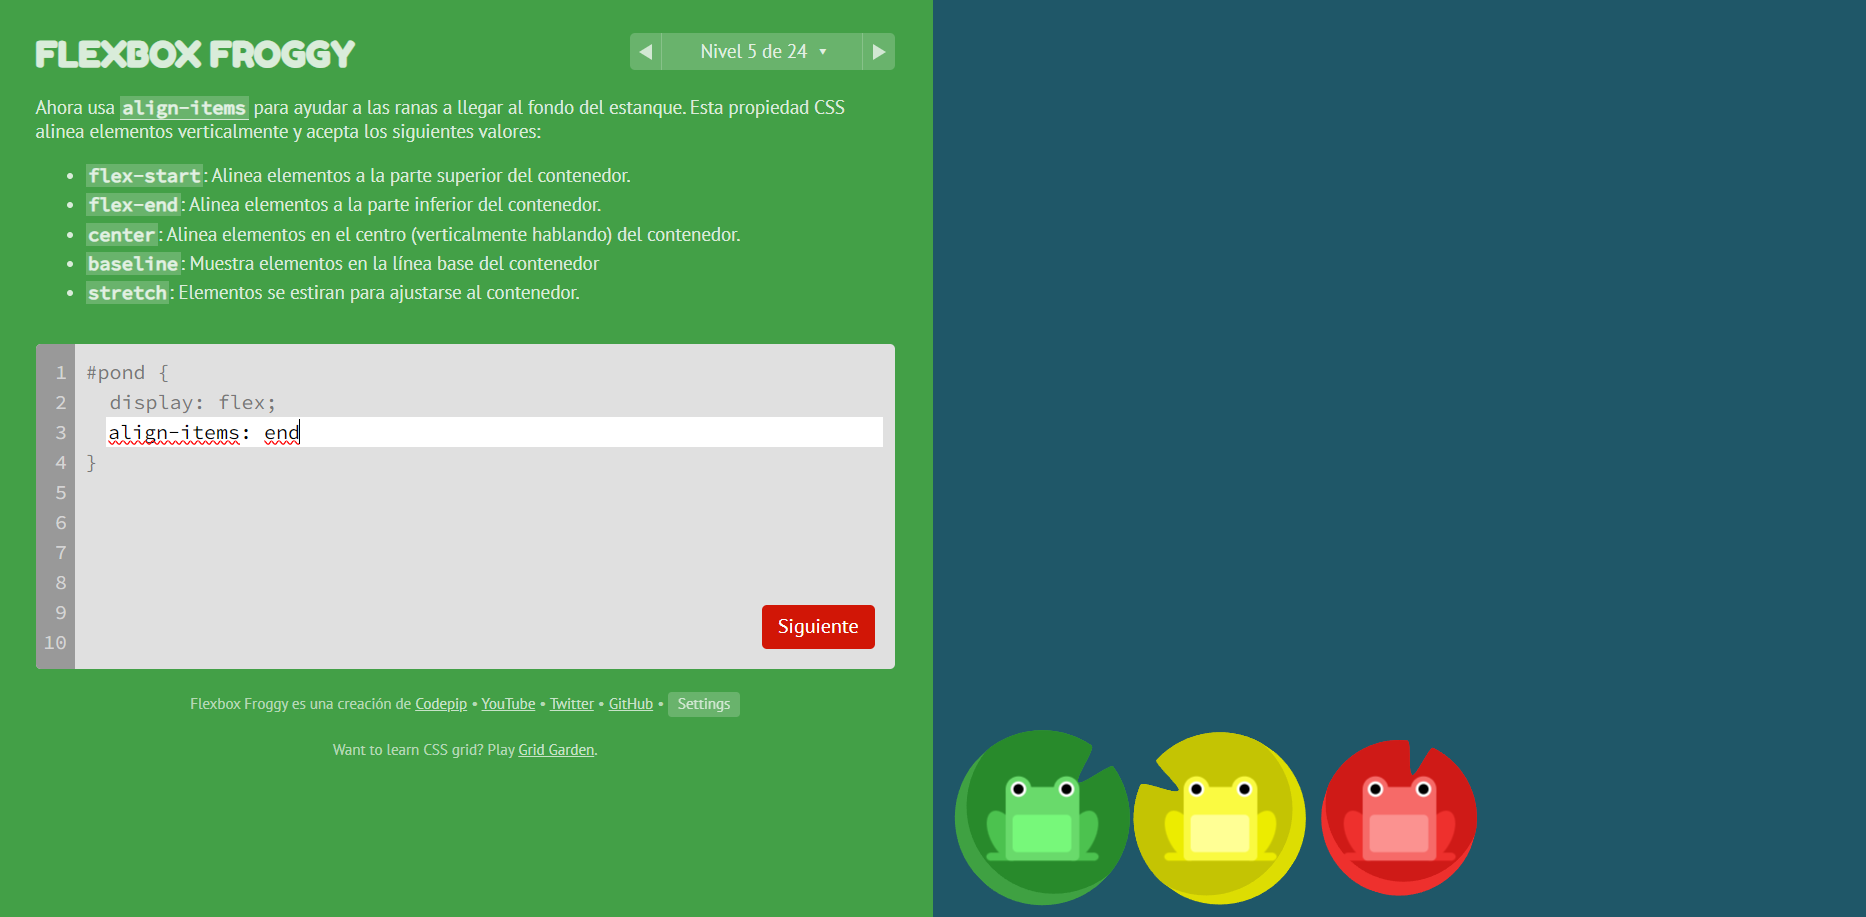 FLEXBOX FROGGY
Nivel 5 de 24
Ahora usa align-items para ayudar a las ranas a llegar al fondo del estanque. Esta propiedad CSS
alinea elementos verticalmente y acepta los siguientes valores:
• flex-start: Alinea elementos a la parte superior del contenedor.
• flex-end: Alinea elementos a la parte inferior del contenedor.
• center: Alinea elementos en el centro (verticalmente hablando) del contenedor.
• baseline: Muestra elementos en la línea base del contenedor
• stretch: Elementos se estiran para ajustarse al contenedor.
1 #pond {
2 display: flex;
3 align-items: end
4 }
5
6
7
8
9
10
Siguiente
Flexbox Froggy es una creación de Codepip • YouTube • Twitter • GitHub • Settings
Want to learn CSS grid? Play Grid Garden.